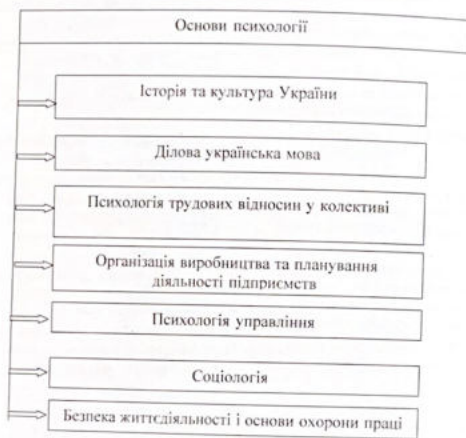 Основи психології
Історія та культура України
Ділова українська мова
Психологія трудових відносин у колективі
Організація виробництва та планування
діяльності підприємств
Психологія управління
Соціологія
Безпека життєдіяльності і основи охорони праці